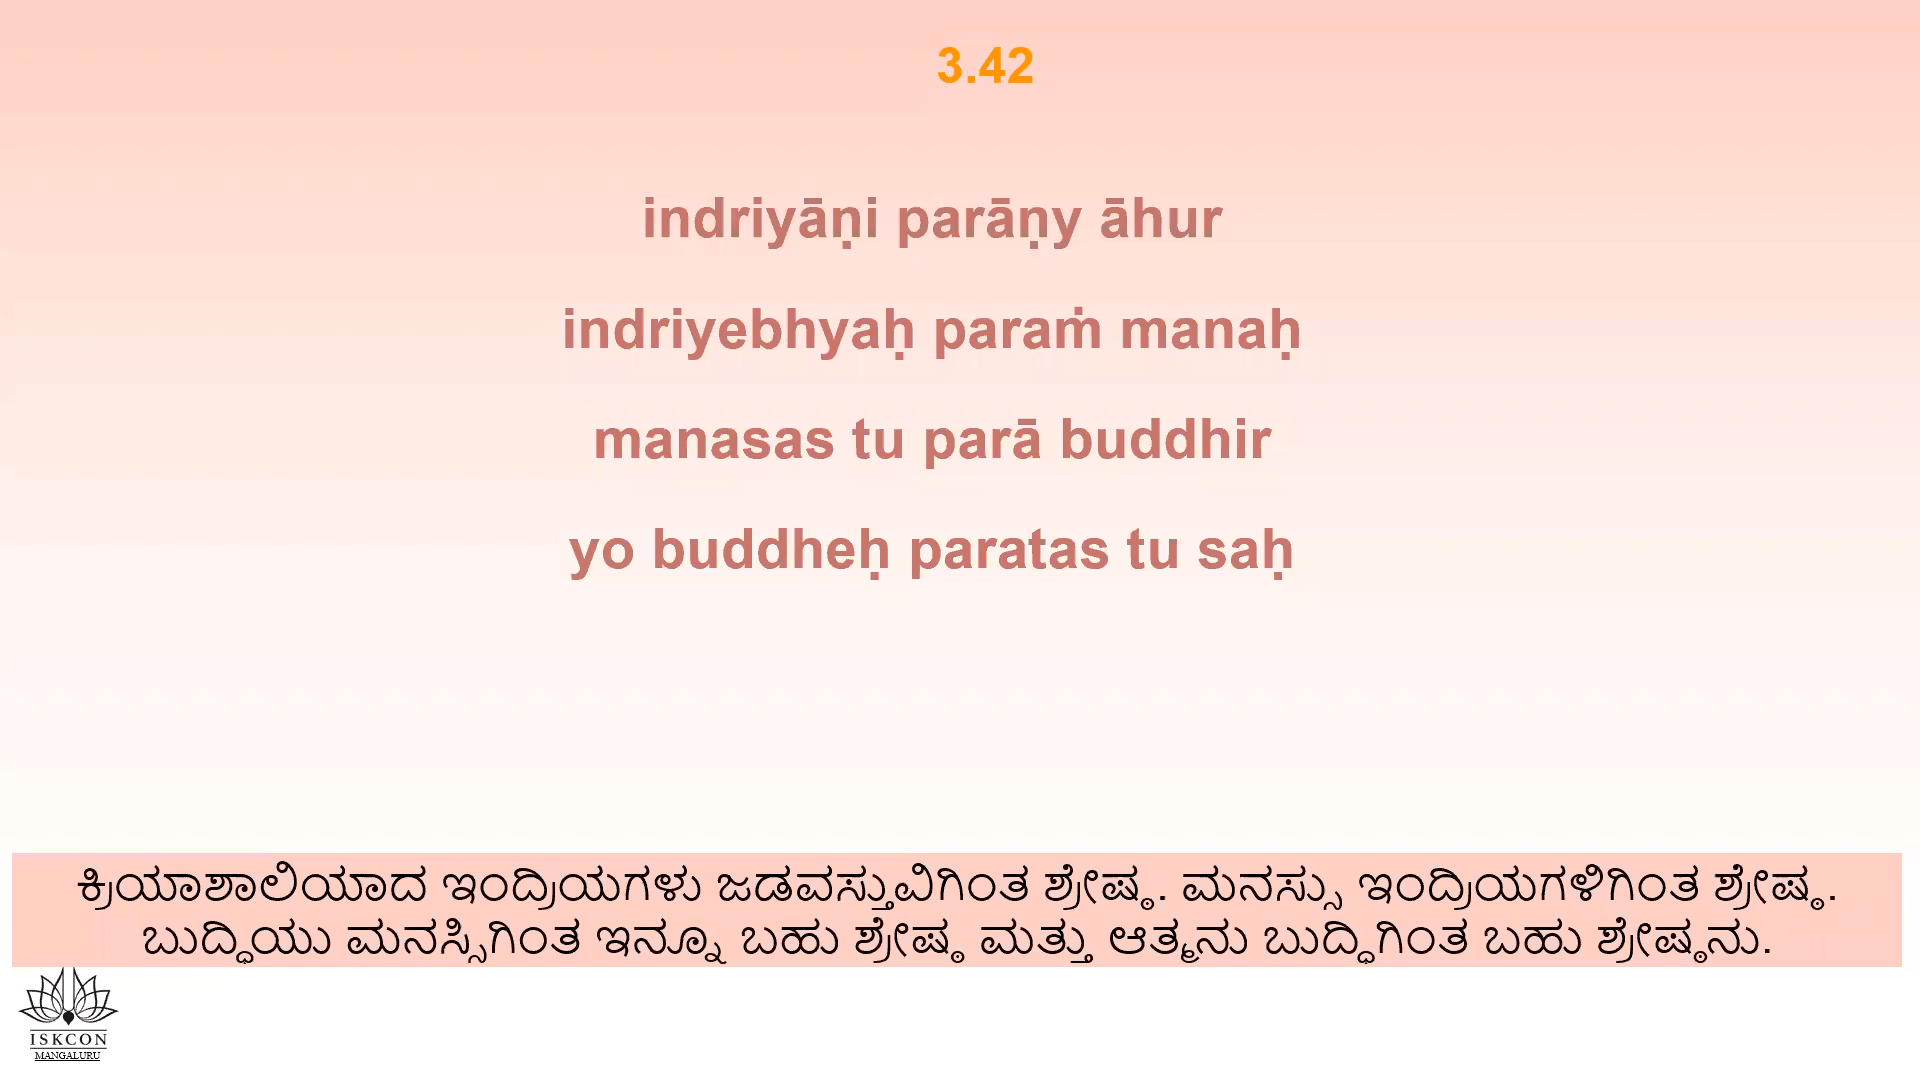 3.42
indriyāṇi parāṇy āhur
indriyebhyaḥ paraṁ manaḥ
manasas tu parā buddhir
yo buddheḥ paratas tu saḥ
ಕ್ರಿಯಾಶಾಲಿಯಾದ ಇಂದ್ರಿಯಗಳು ಜಡವಸ್ತುವಿಗಿಂತ ಶ್ರೇಷ್ಠ. ಮನಸ್ಸು ಇಂದ್ರಿಯಗಳಿಗಿಂತ ಶ್ರೇಷ್ಠ.
ಬುದ್ಧಿಯು ಮನಸ್ಸಿಗಿಂತ ಇನ್ನೂ ಬಹು ಶ್ರೇಷ್ಠ ಮತ್ತು ಆತ್ಮನು ಬುದ್ಧಿಗಿಂತ ಬಹು ಶ್ರೇಷ್ಠನು.
ISKCON
MANGALURU